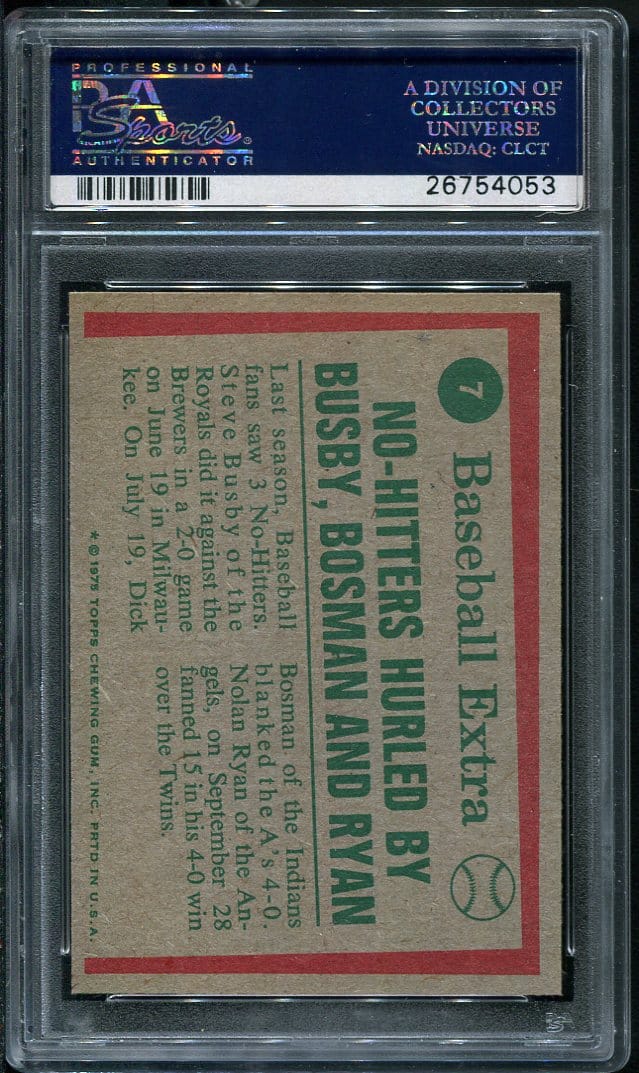 PROFESSIONAL
PSA
Sports
AUTHENTICATOR
A DIVISION OF
COLLECTORS
UNIVERSE
NASDAQ: CLCT
26754053
7
Baseball Extra
NO-HITTERS HURLED BY
BUSBY, BOSMAN AND RYAN
Last season, Baseball
fans saw 3 No-Hitters.
Steve Busby of the
Royals did it against the
Brewers in a 2-0 game
on June 19 in Milwau-
kee. On July 19, Dick
Bosman of the Indians
blanked the A's 4-0.
Nolan Ryan of the An-
gels, on September 28
fanned 15 in his 4-0 win
over the Twins.
* © 1975 TOPPS CHEWING GUM, INC. PRTD IN U.S.A.